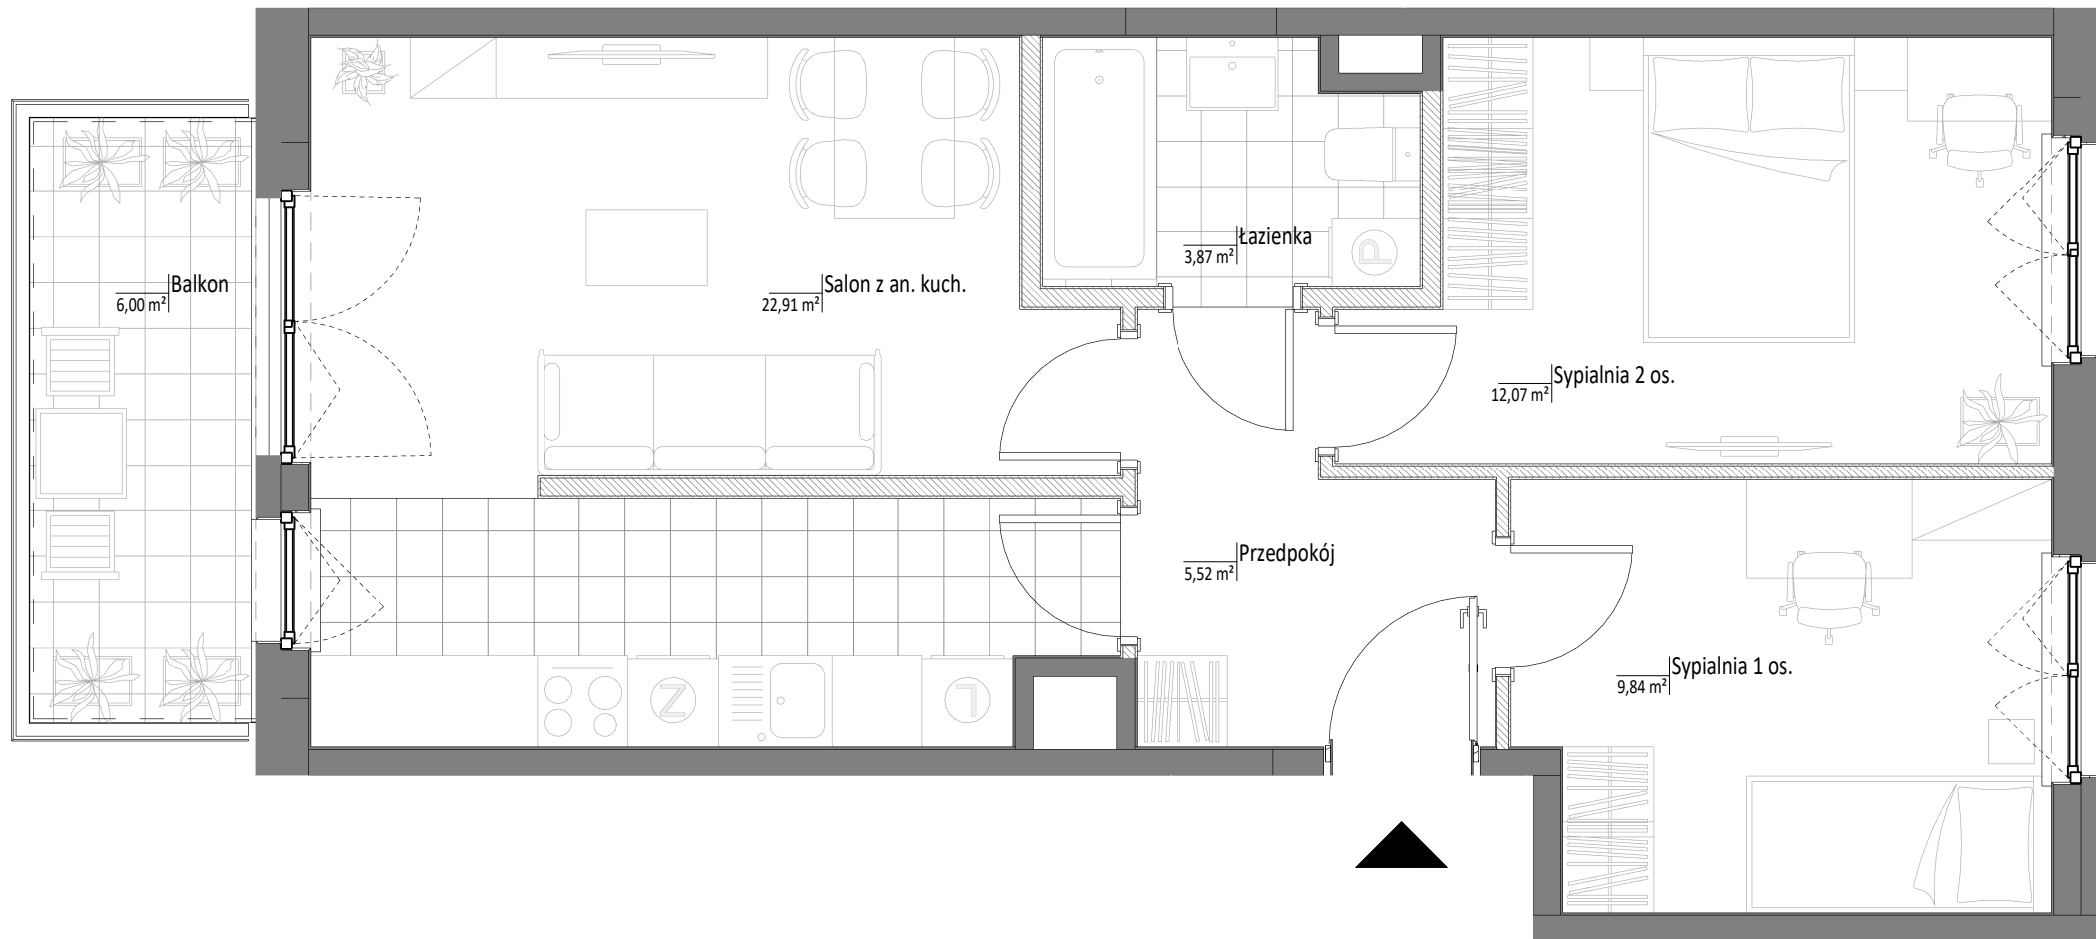 Balkon
6,00 m²
Salon z an. kuch.
22,91 m²
Łazienka
3,87 m²
P
Sypialnia 2 os.
12,07 m²
Przedpokój
5,52 m²
Sypialnia 1 os.
9,84 m²
Z
L